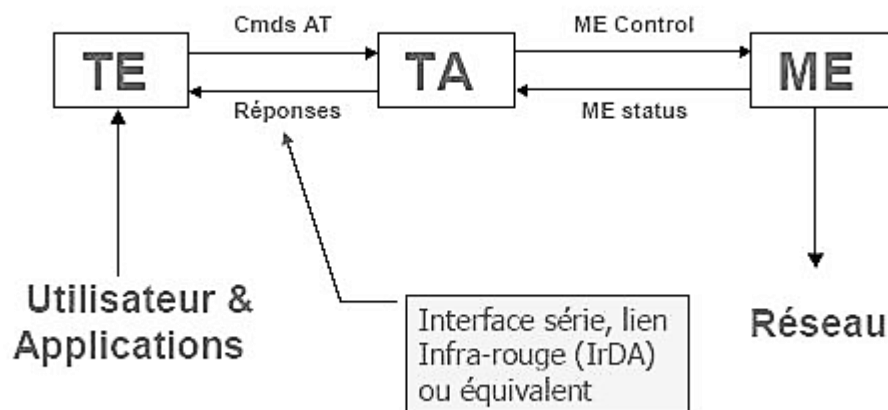 Cmds AT
ME Control
TE
TA
ME
Réponses
ME status
Utilisateur &
Applications
Interface série, lien
Infra-rouge (IrDA)
ou équivalent
Réseau